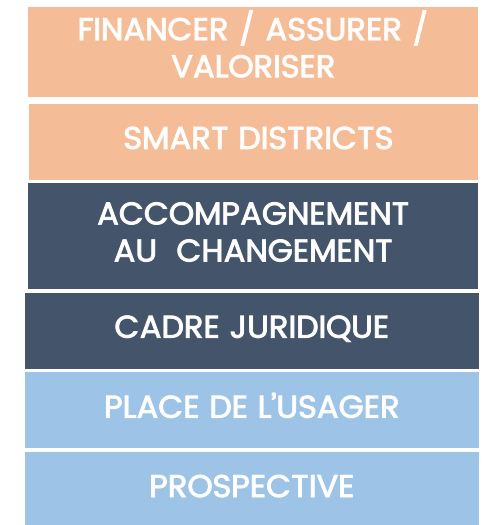 FINANCER / ASSURER /
VALORISER
SMART DISTRICTS
ACCOMPAGNEMENT
AU CHANGEMENT
CADRE JURIDIQUE
PLACE DE L’USAGER
PROSPECTIVE